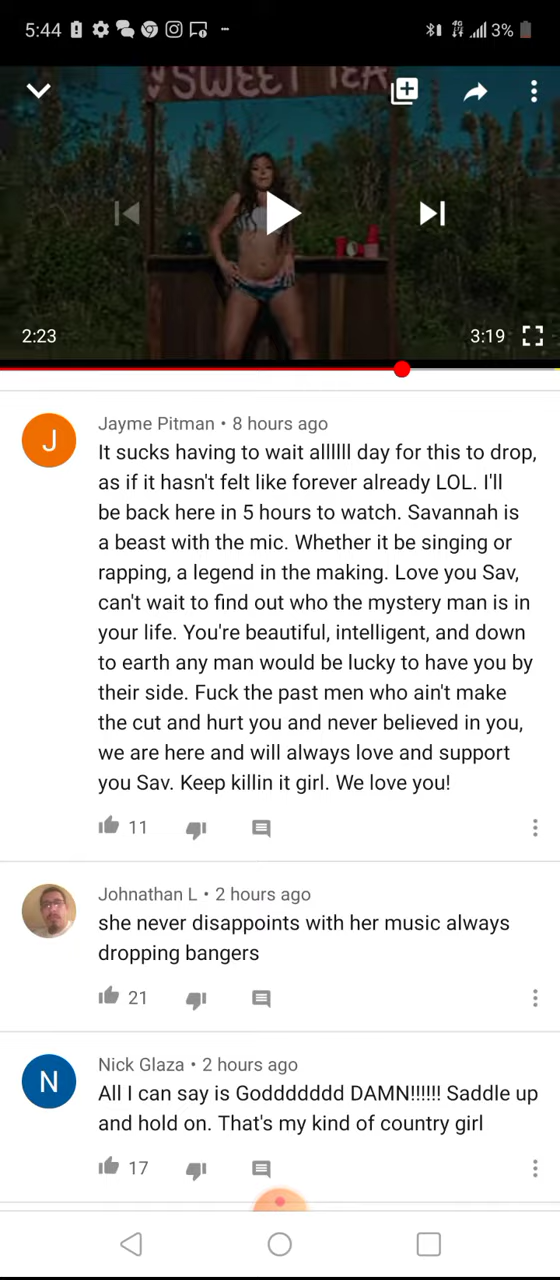 5:44
4G
3%
SWEET TEA
2:23
3:19
J
Jayme Pitman • 8 hours ago
It sucks having to wait allllll day for this to drop,
as if it hasn't felt like forever already LOL. I'll
be back here in 5 hours to watch. Savannah is
a beast with the mic. Whether it be singing or
rapping, a legend in the making. Love you Sav,
can't wait to find out who the mystery man is in
your life. You're beautiful, intelligent, and down
to earth any man would be lucky to have you by
their side. Fuck the past men who ain't make
the cut and hurt you and never believed in you,
we are here and will always love and support
you Sav. Keep killin it girl. We love you!
11
Johnathan L • 2 hours ago
she never disappoints with her music always
dropping bangers
21
N
Nick Glaza • 2 hours ago
All I can say is Goddddddd DAMN!!!!!! Saddle up
and hold on. That's my kind of country girl
17